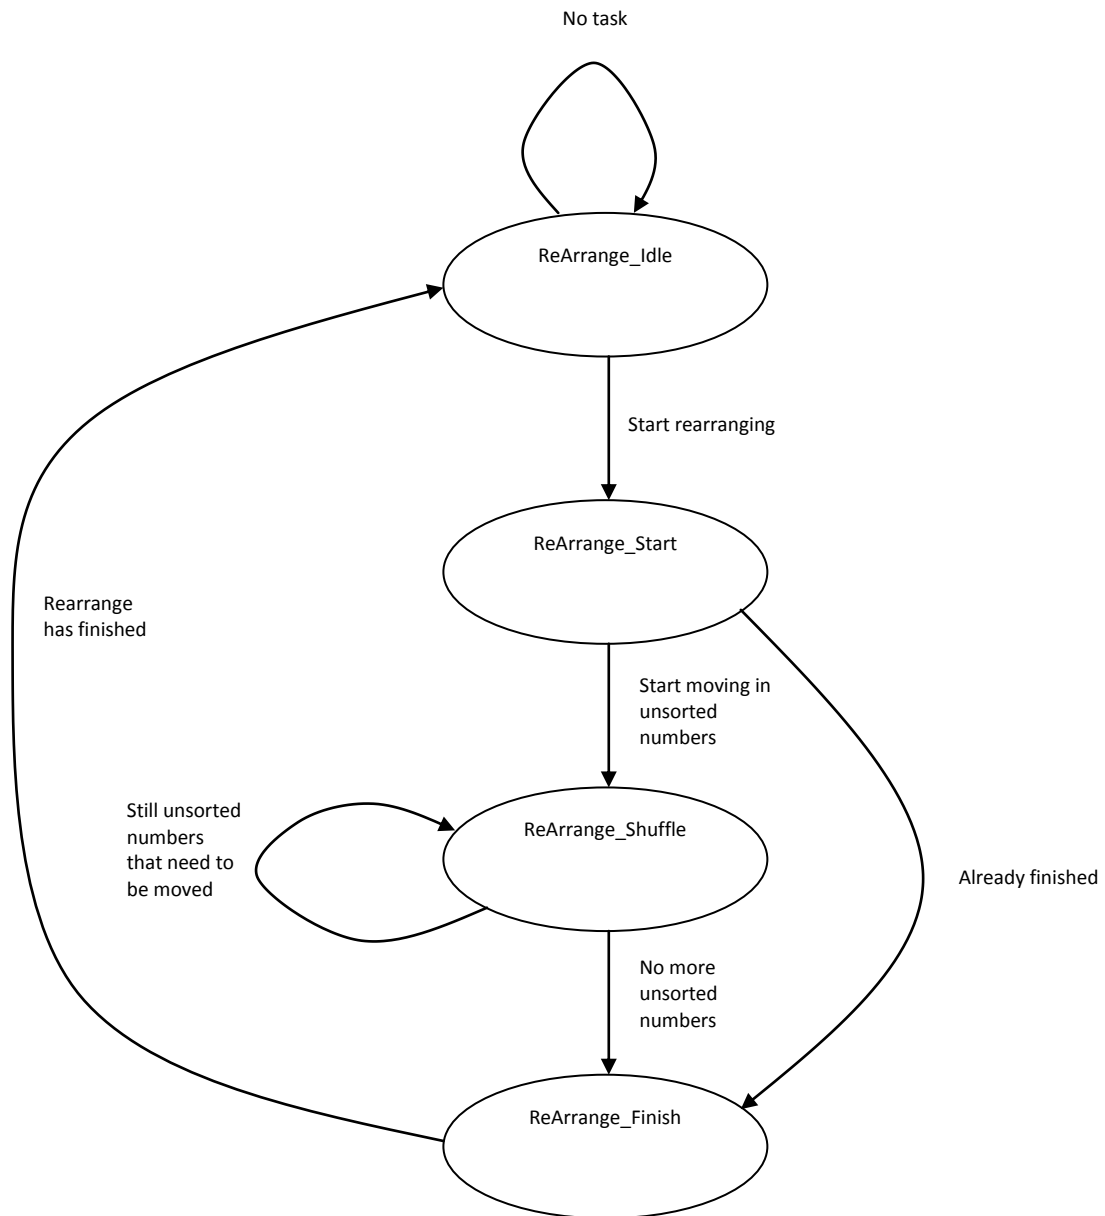 No task
ReArrange_Idle
Start rearranging
ReArrange_Start
Rearrange
has finished
Start moving in
unsorted
numbers
Still unsorted
numbers
that need to
be moved
ReArrange_Shuffle
Already finished
No more
unsorted
numbers
ReArrange_Finish